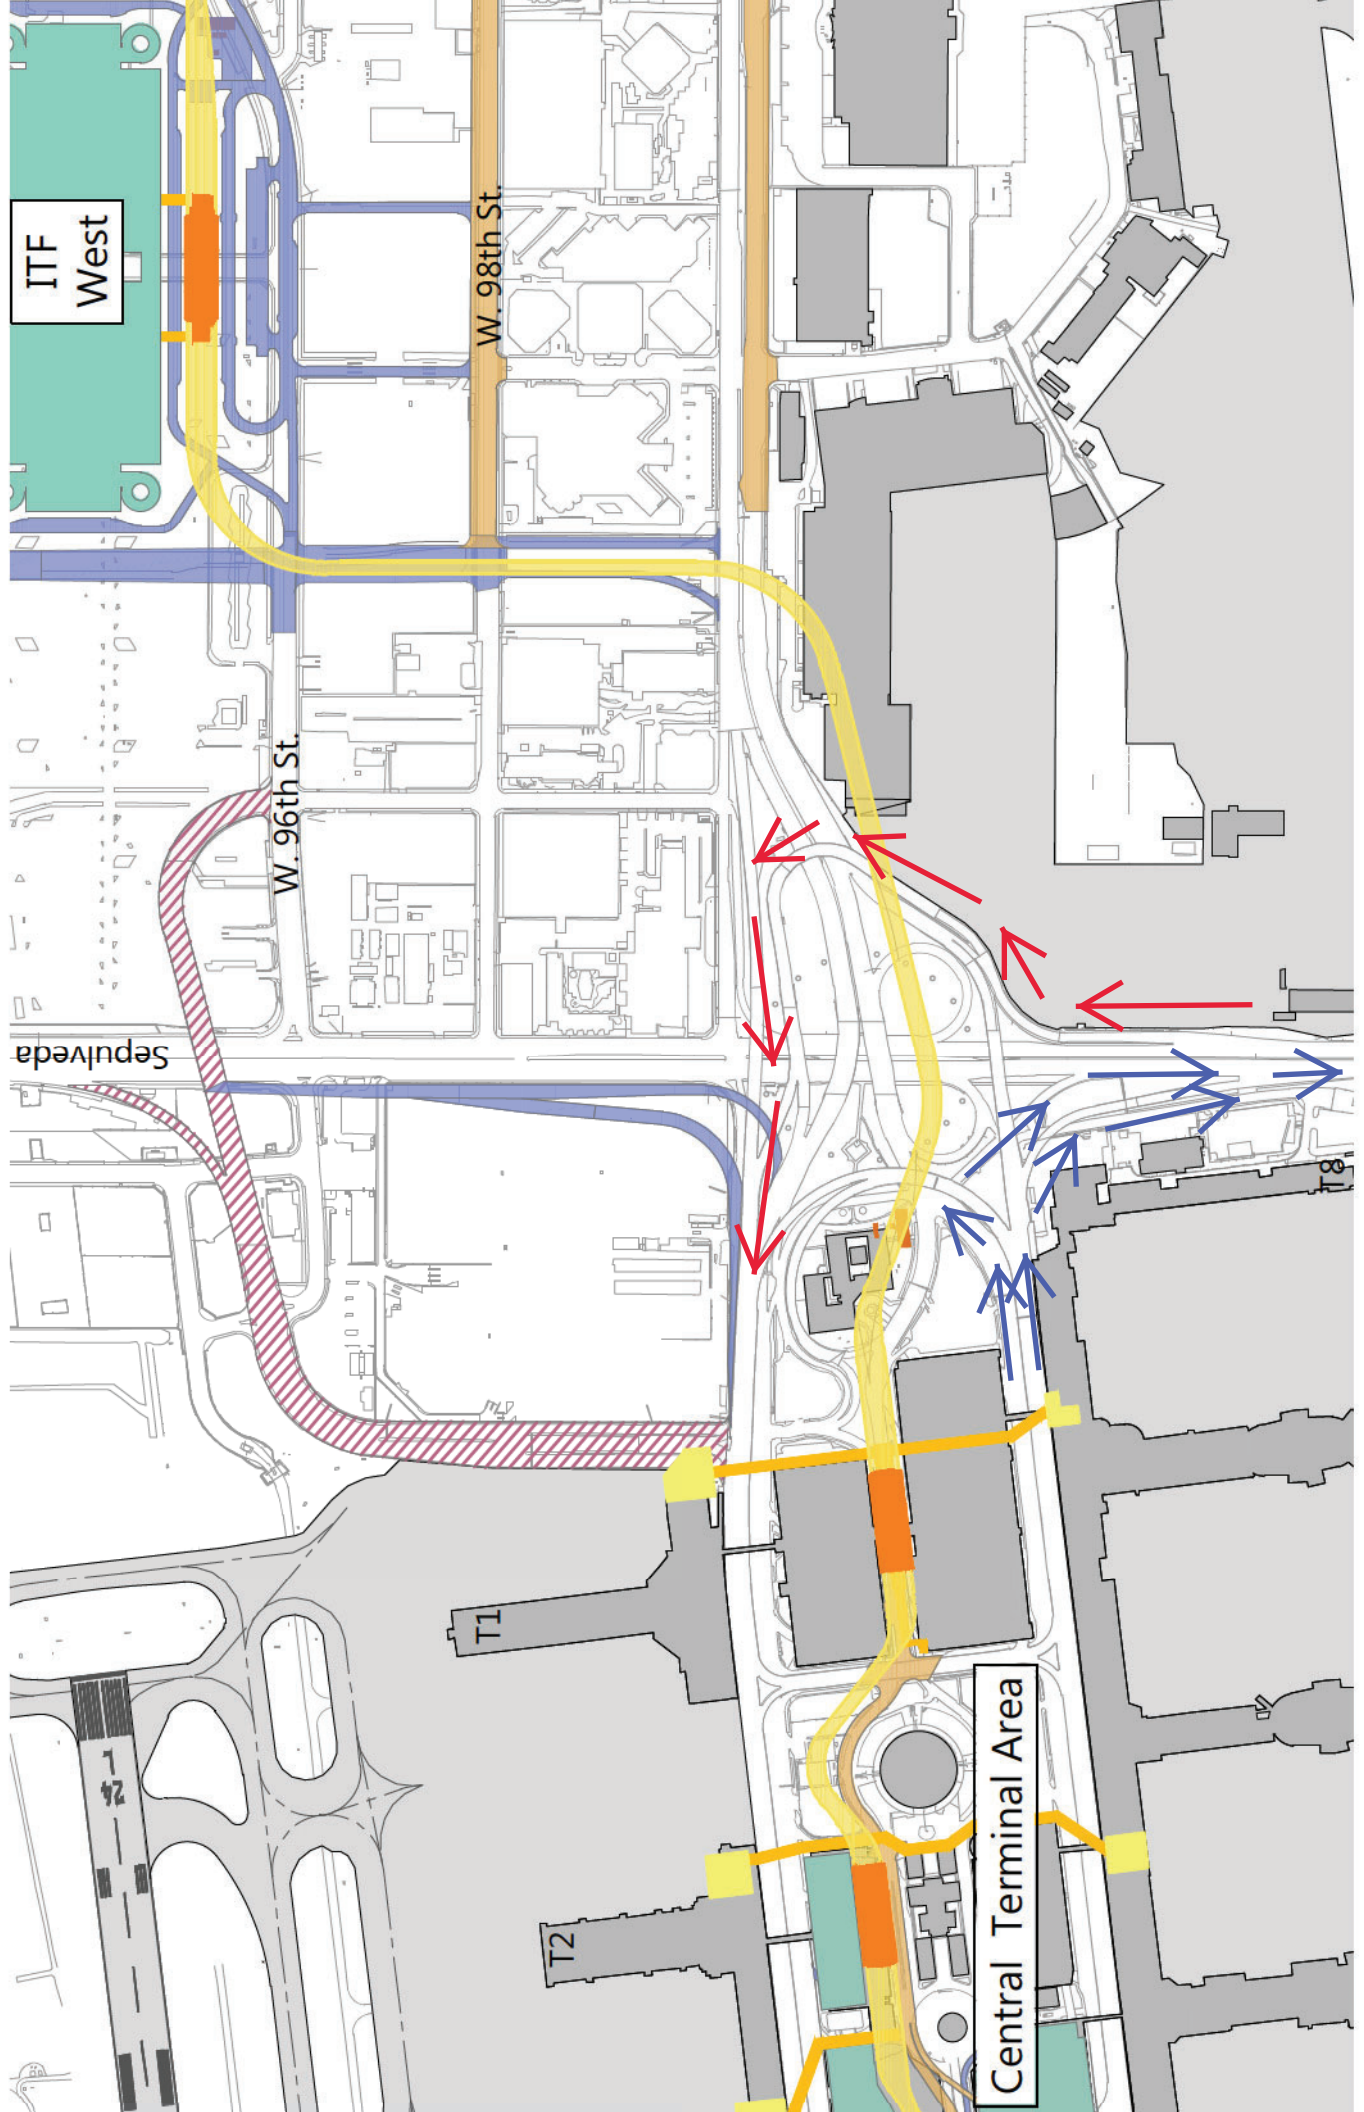 ITF
West
W. 98th St.
W. 96th St.
Sepulveda
T8
T1
24
L
T2
Central Terminal Area